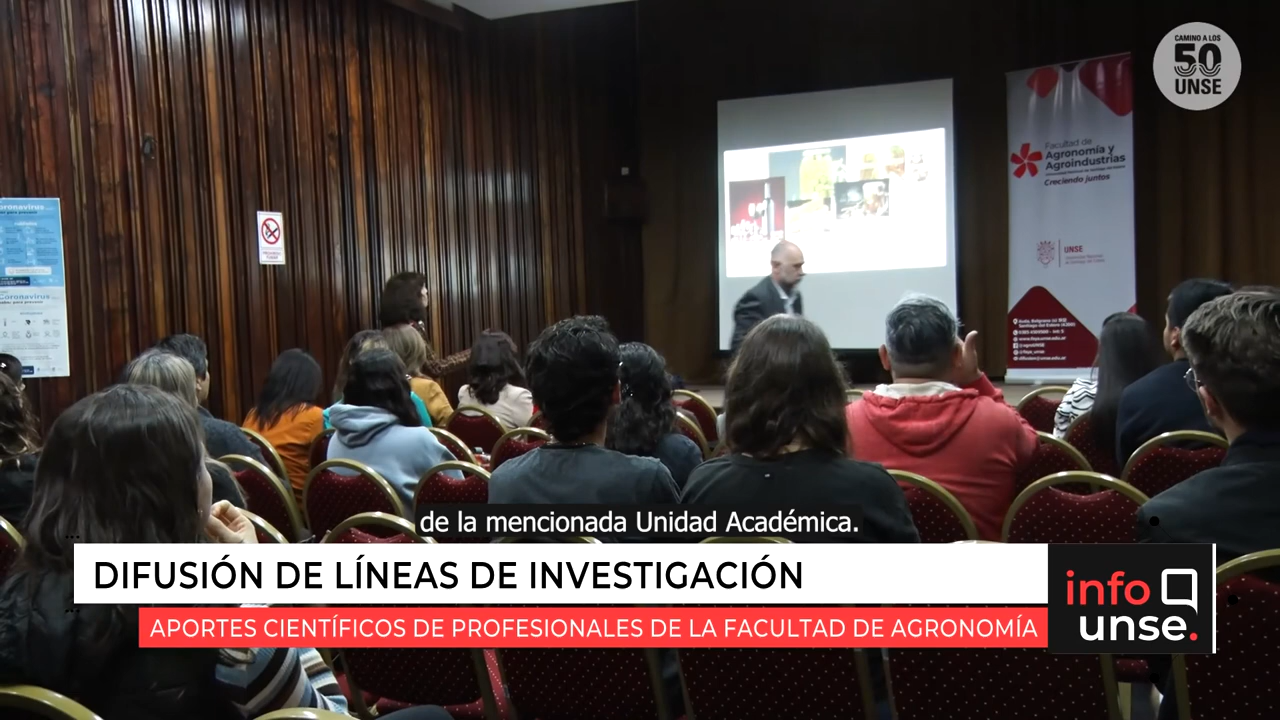 CAMINO A LOS
50
UNSE
Facultad de
Agronomía y
Agroindustrias
Creciendo juntos
UNSE
Coronavirus
de la mencionada Unidad Académica.
DIFUSIÓN DE LÍNEAS DE INVESTIGACIÓN
APORTES CIENTÍFICOS DE PROFESIONALES DE LA FACULTAD DE AGRONOMÍA
info
unse.